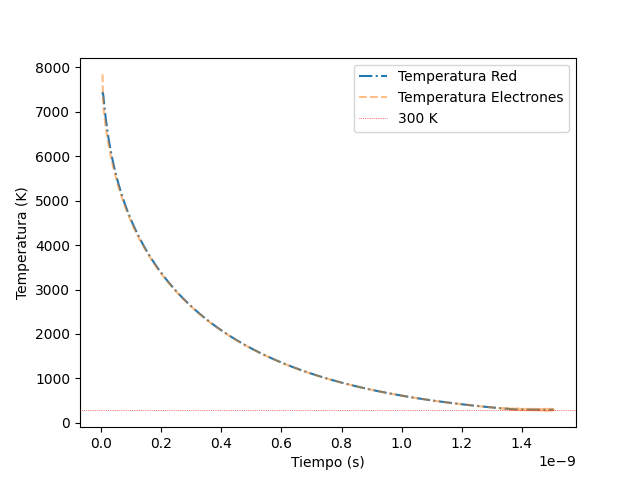 8000
7000
6000
5000
4000
3000
2000
1000
0
Temperatura (K)
Temperatura Red
Temperatura Electrones
300 K
0.0 0.2 0.4 0.6 0.8 1.0 1.2 1.4
1e−9
Tiempo (s)